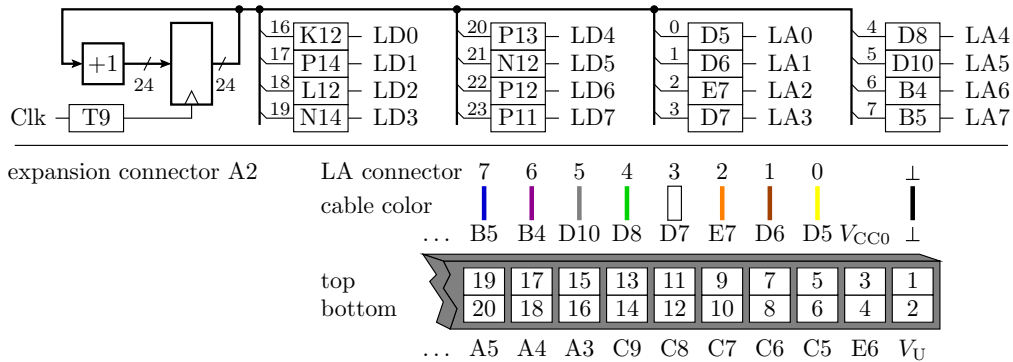 16 K12 LD0 20 P13 LD4 0 D5 LA0 4 D8 LA4
+1 24 24 17 P14 LD1 21 N12 LD5 1 D6 LA1 5 D10 LA5
18 L12 LD2 22 P12 LD6 2 E7 LA2 6 B4 LA6
Clk T9 19 N14 LD3 23 P11 LD7 3 D7 LA3 7 B5 LA7
expansion connector A2 LA connector 7 6 5 4 3 2 1 0 ⊥
cable color
... B5 B4 D10 D8 D7 E7 D6 D5 VCC0 ⊥
top 19 17 15 13 11 9 7 5 3 1
bottom 20 18 16 14 12 10 8 6 4 2
... A5 A4 A3 C9 C8 C7 C6 C5 E6 VU